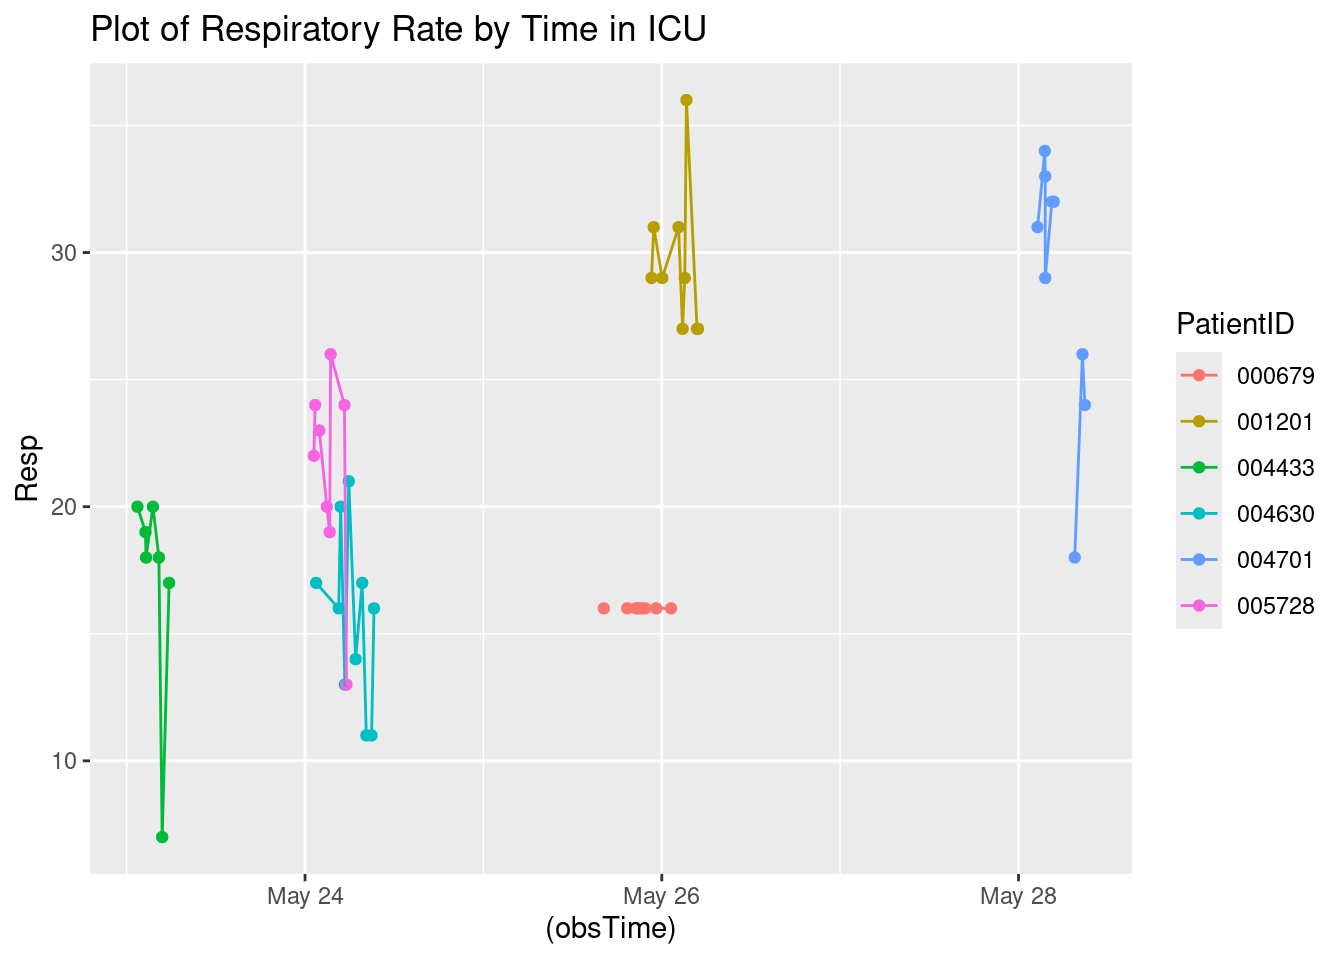 Plot of Respiratory Rate by Time in ICU
Resp
30
20
10
May 24
May 26
May 28
(obsTime)
PatientID
000679
001201
004433
004630
004701
005728